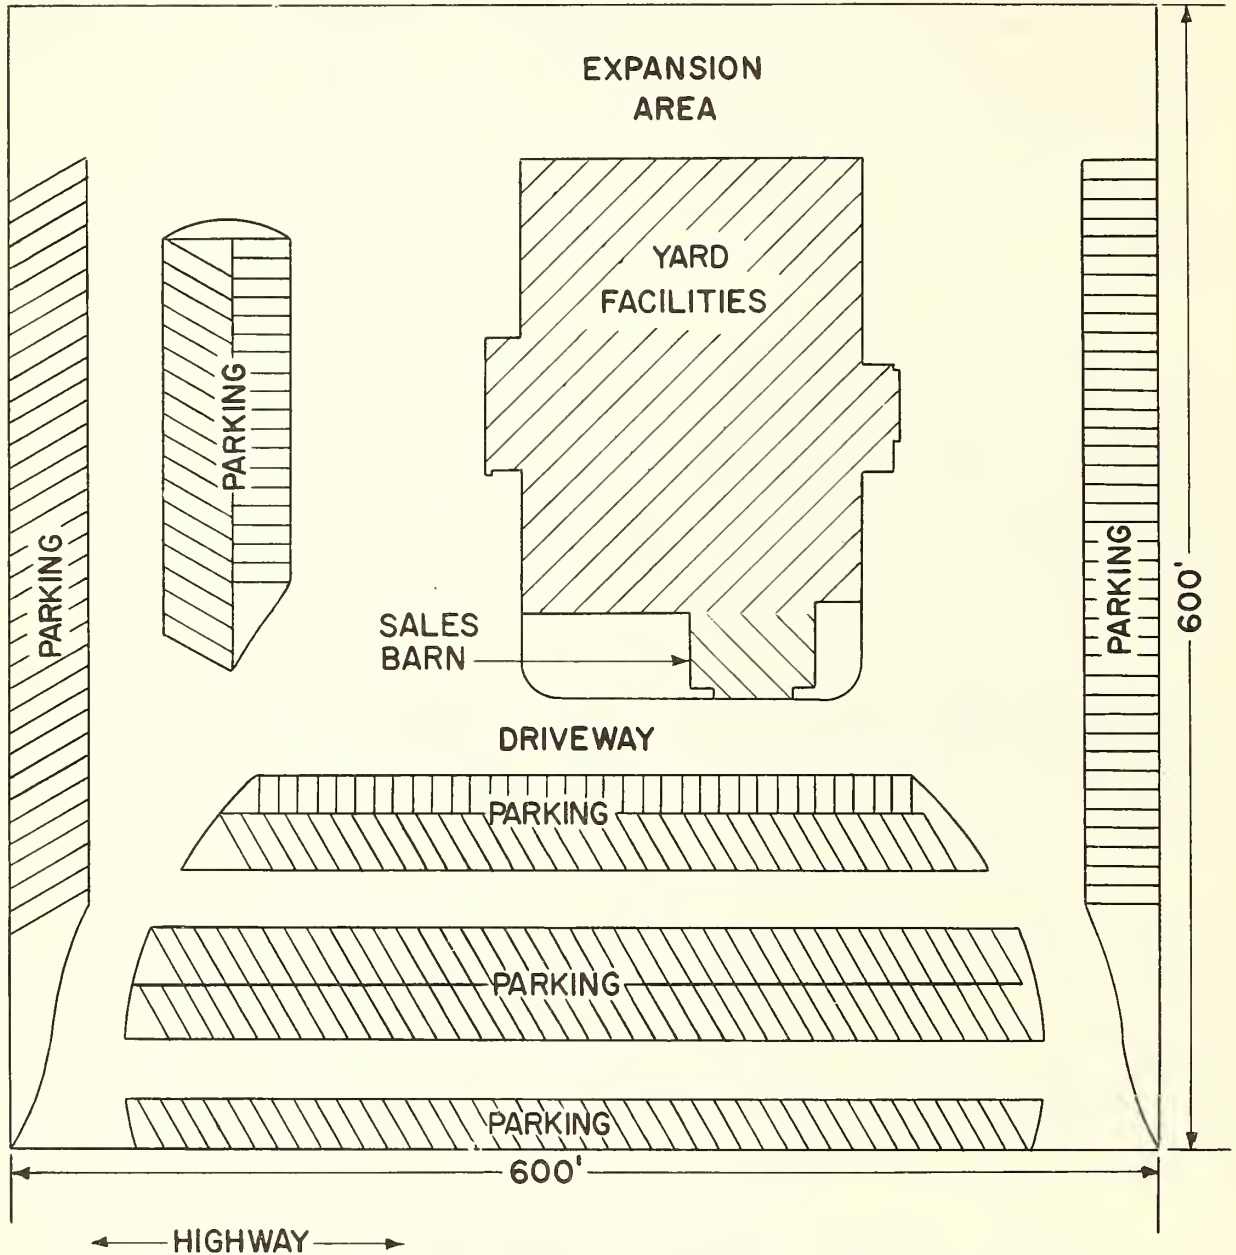 EXPANSION
AREA
YARD
FACILITIES
PARKING
PARKING
PARKING
600'
SALES
BARN
DRIVEWAY
PARKING
PARKING
PARKING
600'
HIGHWAY